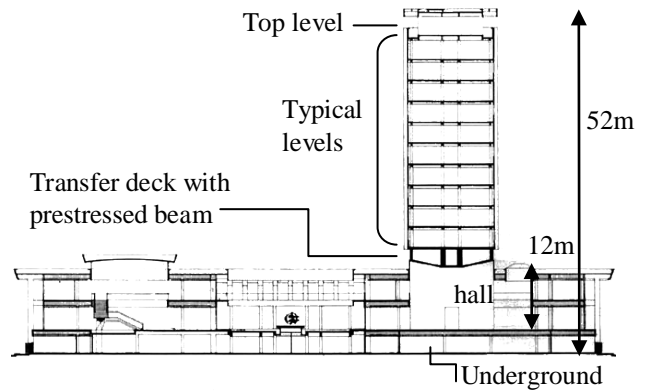 Top level
Typical
levels
52m
Transfer deck with
prestressed beam
12m
hall
Underground